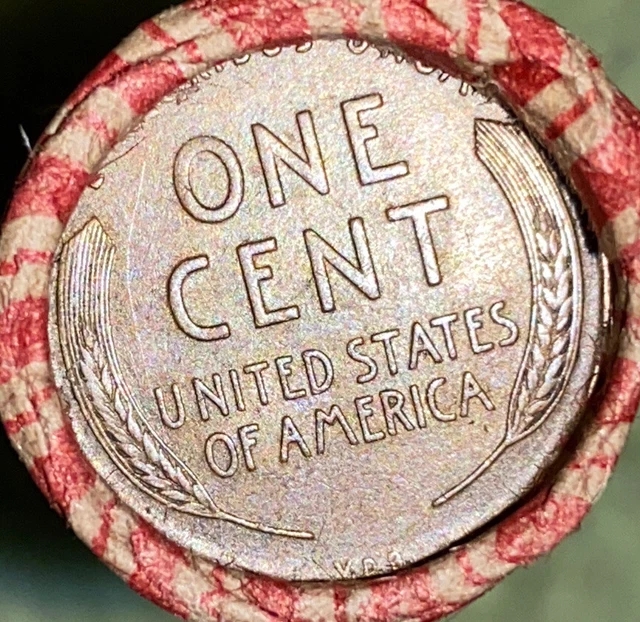 ONE
CENT
UNITED STATES
OF AMERICA
V.D.B.